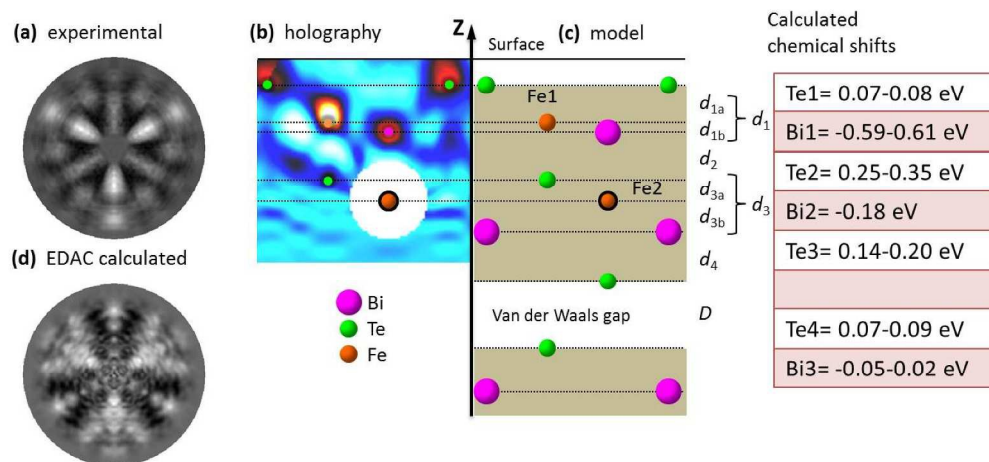 (a) experimental
(b) holography
Z
Surface
(c) model
Calculated
chemical shifts
Fe1
Fe2
d1a
d1b
d1
d2
d3a
d3b
d3
d4
D
Te1= 0.07-0.08 eV
Bi1= -0.59-0.61 eV
Te2= 0.25-0.35 eV
Bi2= -0.18 eV
Te3= 0.14-0.20 eV
Te4= 0.07-0.09 eV
Bi3= -0.05-0.02 eV
(d) EDAC calculated
Bi
Te
Fe
Van der Waals gap